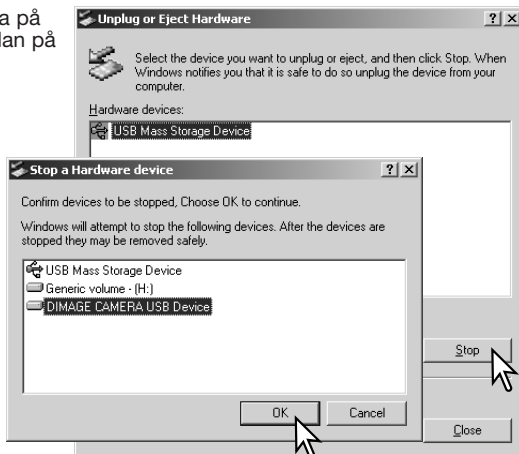 a på
dan på
Unplug or Eject Hardware
Select the device you want to unplug or eject, and then click Stop. When
Windows notifies you that it is safe to do so unplug the device from your
computer.
Hardware devices:
USB Mass Storage Device
Stop a Hardware device
Confirm devices to be stopped, Choose OK to continue.
Windows will attempt to stop the following devices. After the devices are
stopped they may be removed safely.
USB Mass Storage Device
Generic volume - (H:)
DIMAGE CAMERA USB Device
Stop
OK
Cancel
Close